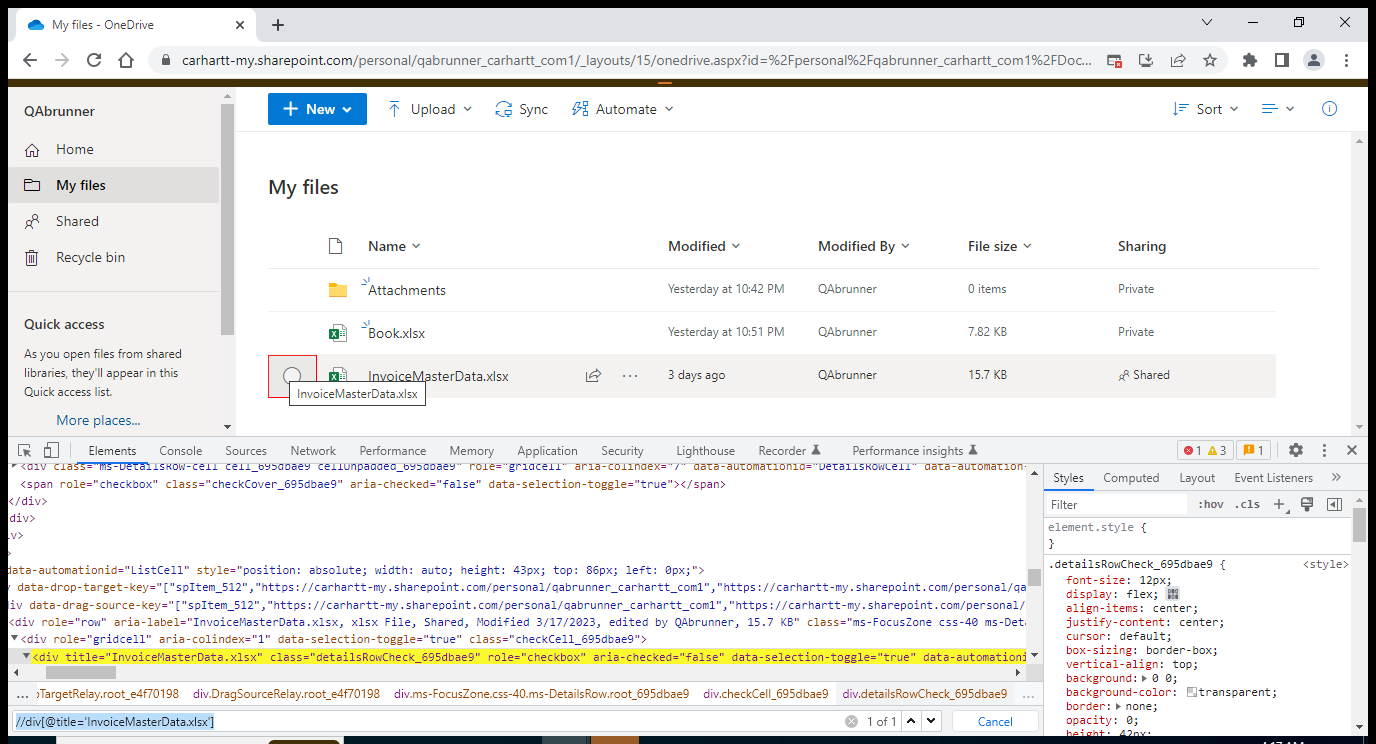 My files - OneDrive
carhartt-my.sharepoint.com/personal/qabrunner_carhartt_com1/_layouts/15/onedrive.aspx?id=%2Fpersonal%2Fqabrunner_carhartt_com1%2FDoc...
QAbrunner
New Upload Sync Automate Sort
Home
My files
Shared
Recycle bin
Quick access
As you open files from shared
libraries, they'll appear in this
Quick access list.
More places...
My files
Name Modified Modified By File size Sharing
Attachments Yesterday at 10:42 PM QAbrunner 0 items Private
Book.xlsx Yesterday at 10:51 PM QAbrunner 7.82 KB Private
InvoiceMasterData.xlsx 3 days ago QAbrunner 15.7 KB Shared
InvoiceMasterData.xlsx
Elements Console Sources Network Performance Memory Application Security Lighthouse Recorder Performance insights 1 3 1
<div class="ms-DetailsRow-cell cell_695dbae9 cellUnpadded_695dbae9" role="gridcell" aria-colindex="7" data-automationid="DetailsRowCell" data-automation
<span role="checkbox" class="checkCover_695dbae9" aria-checked="false" data-selection-toggle="true"></span>
</div>
div>
v>
>
data-automationid="ListCell" style="position: absolute; width: auto; height: 43px; top: 86px; left: 0px;">
v data-drop-target-key="["spItem_512","https://carhartt-my.sharepoint.com/personal/qabrunner_carhartt_com1","https://carhartt-my.sharepoint.com/personal/qa
div data-drag-source-key="["spItem_512","https://carhartt-my.sharepoint.com/personal/qabrunner_carhartt_com1","https://carhartt-my.sharepoint.com/personal/
<div role="row" aria-label="InvoiceMasterData.xlsx, xlsx File, Shared, Modified 3/17/2023, edited by QAbrunner, 15.7 KB" class="ms-FocusZone css-40 ms-Deta
<div role="gridcell" aria-colindex="1" data-selection-toggle="true" class="checkCell_695dbae9">
<div title="InvoiceMasterData.xlsx" class="detailsRowCheck_695dbae9" role="checkbox" aria-checked="false" data-selection-toggle="true" data-automationi
... pTargetRelay.root_e4f70198 div.DragSourceRelay.root_e4f70198 div.ms-FocusZone.css-40.ms-DetailsRow.root_695dbae9 div.checkCell_695dbae9 div.detailsRowCheck_695dbae9 ...
//div[@title='InvoiceMasterData.xlsx'] 1 of 1 Cancel
Styles Computed Layout Event Listeners »
Filter :hov .cls +
element.style {
}
.detailsRowCheck_695dbae9 { <style>
font-size: 12px;
display: flex;
align-items: center;
justify-content: center;
cursor: default;
box-sizing: border-box;
vertical-align: top;
background: 0 0;
background-color: transparent;
border: none;
opacity: 0;
height: 42px;